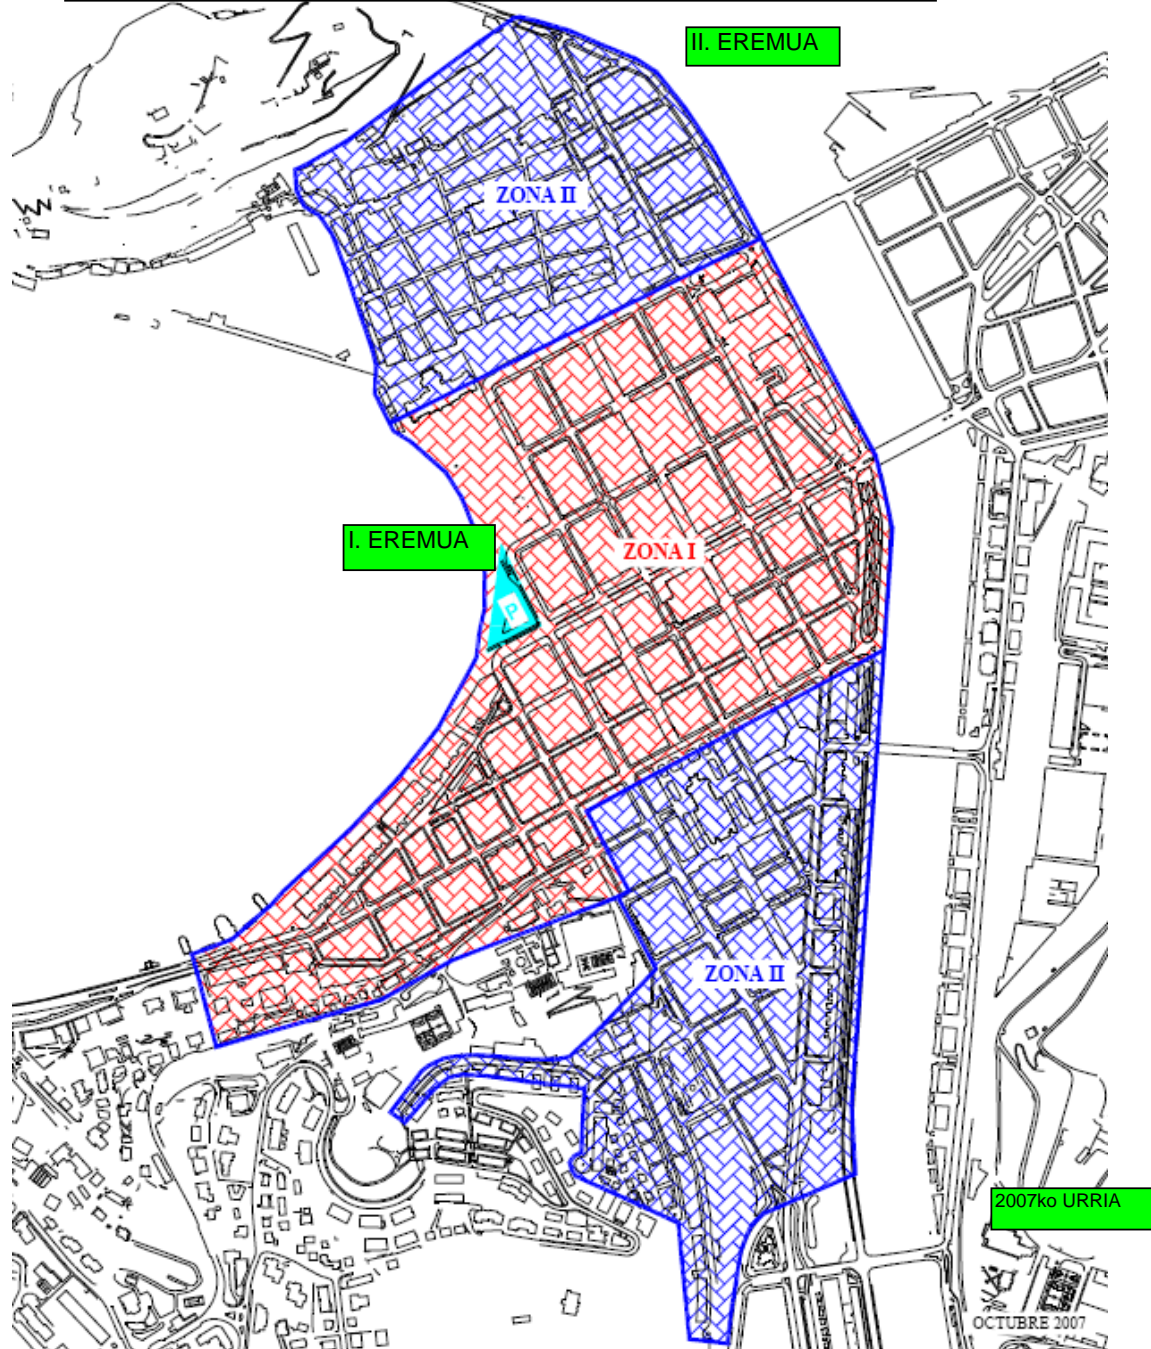 II. EREMUA
ZONA II
I. EREMUA
ZONA I
P
ZONA II
2007ko URRIA
OCTUBRE 2007